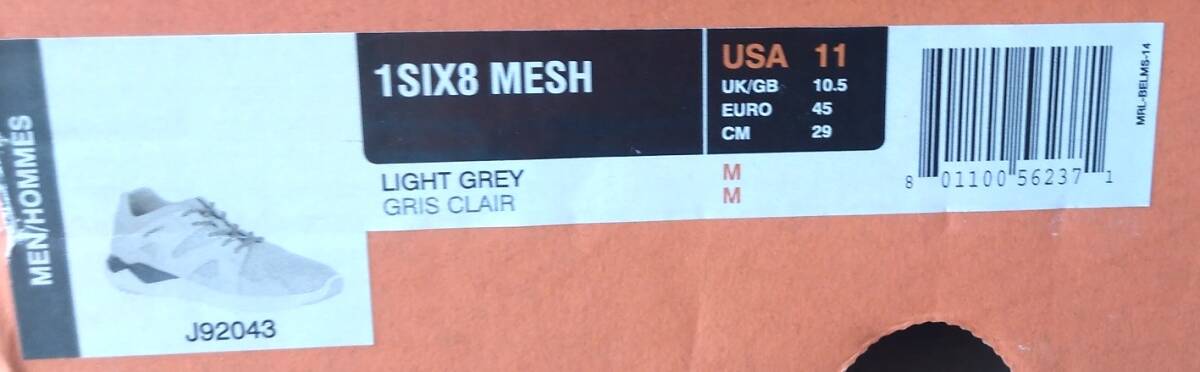 MEN/HOMMES
J92043
1SIX8 MESH
LIGHT GREY
GRIS CLAIR
USA 11
UK/GB 10.5
EURO 45
CM 29
M
M
8 01100 56237 1
MRL-BELMS-14